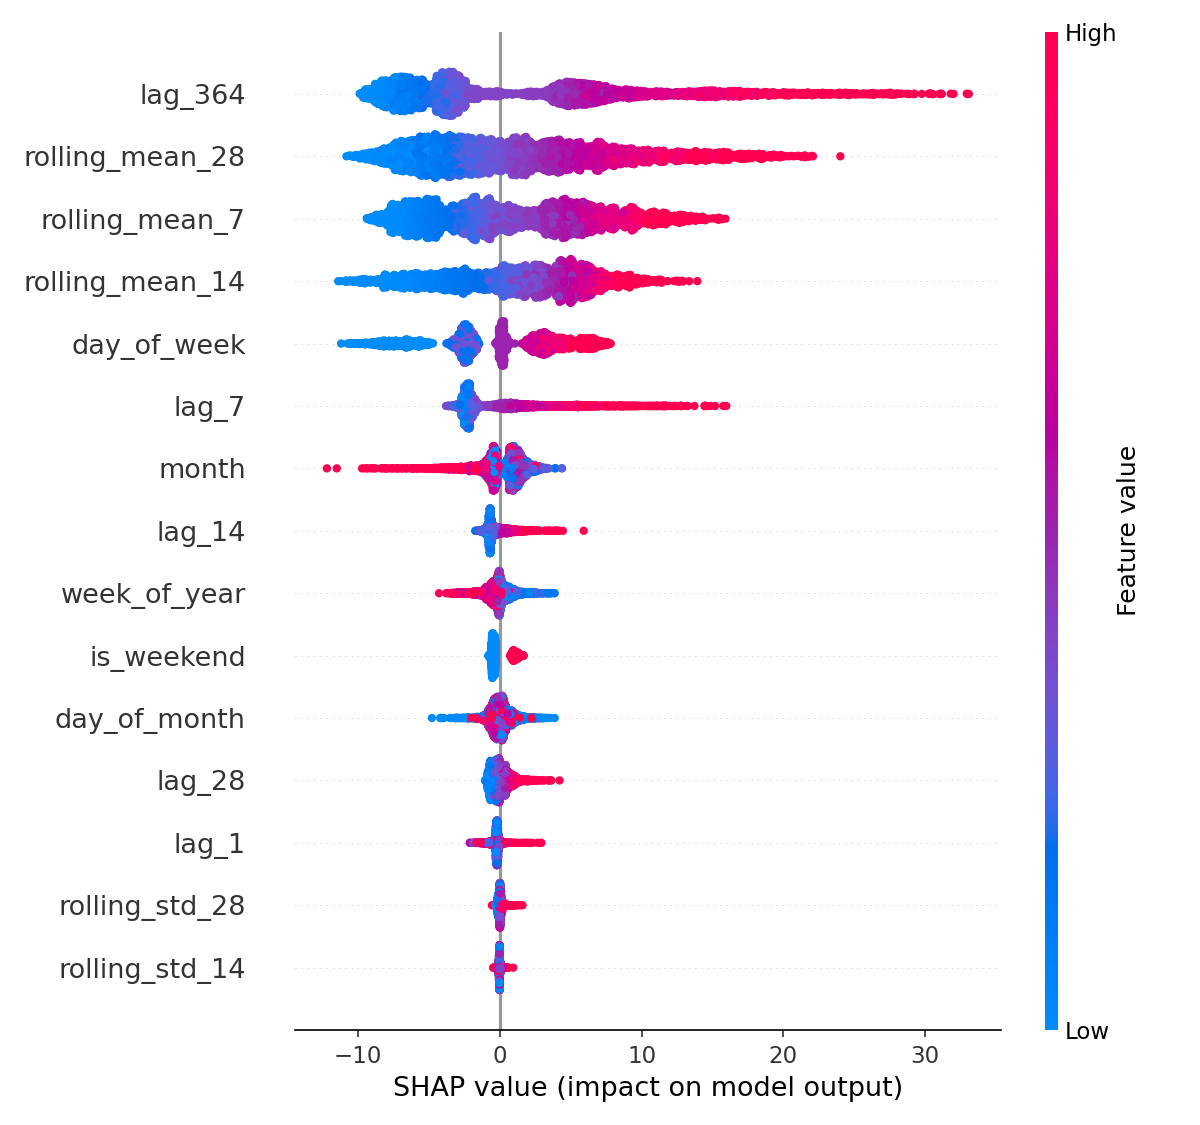 High
lag_364
rolling_mean_28
rolling_mean_7
rolling_mean_14
day_of_week
lag_7
month
lag_14
week_of_year
is_weekend
day_of_month
lag_28
lag_1
rolling_std_28
rolling_std_14
Feature value
Low
−10 0 10 20 30
SHAP value (impact on model output)